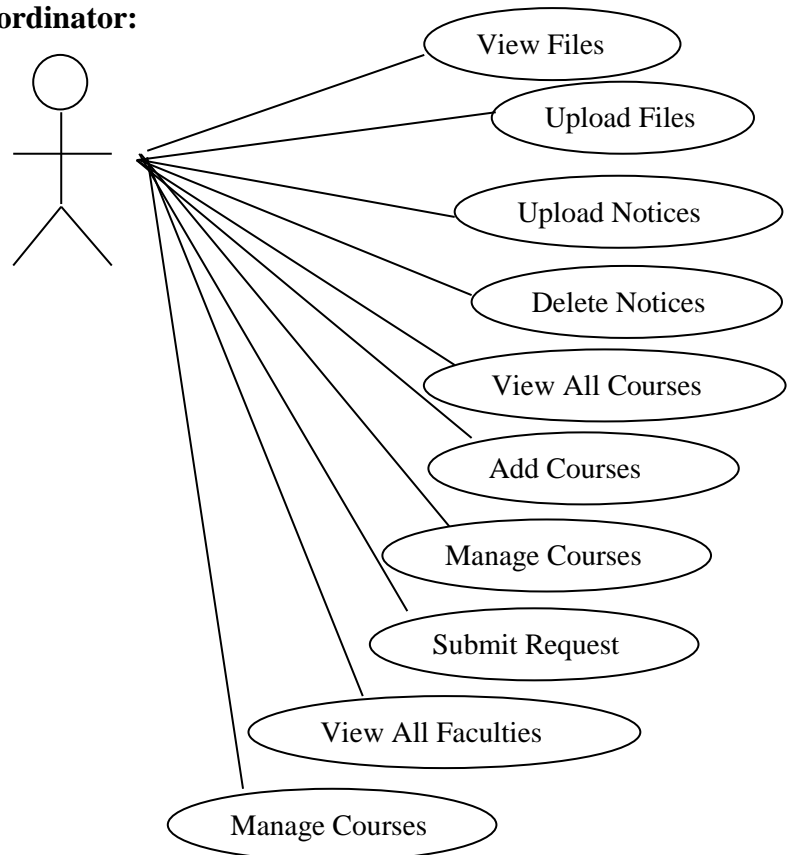 ordinator:
View Files
Upload Files
Upload Notices
Delete Notices
View All Courses
Add Courses
Manage Courses
Submit Request
View All Faculties
Manage Courses